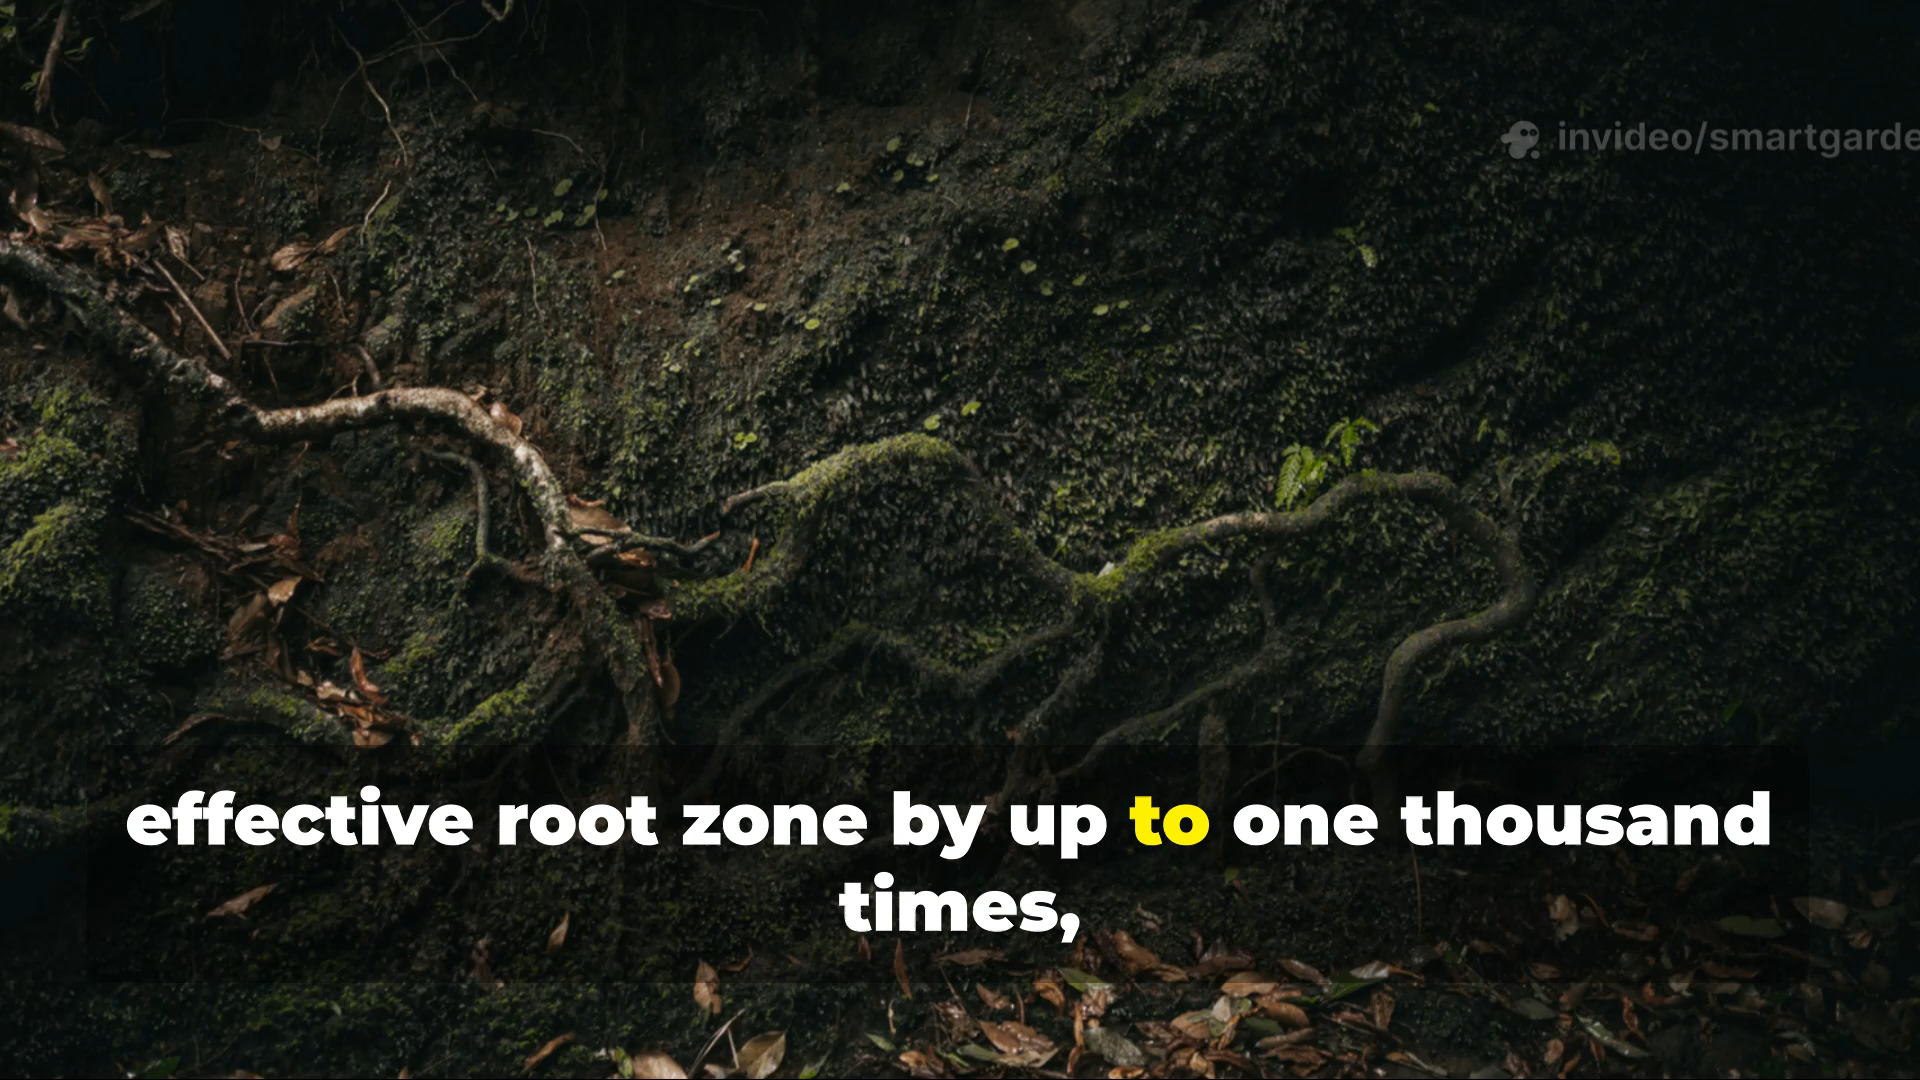 invideo/smartgarde
effective root zone by up to one thousand
times,